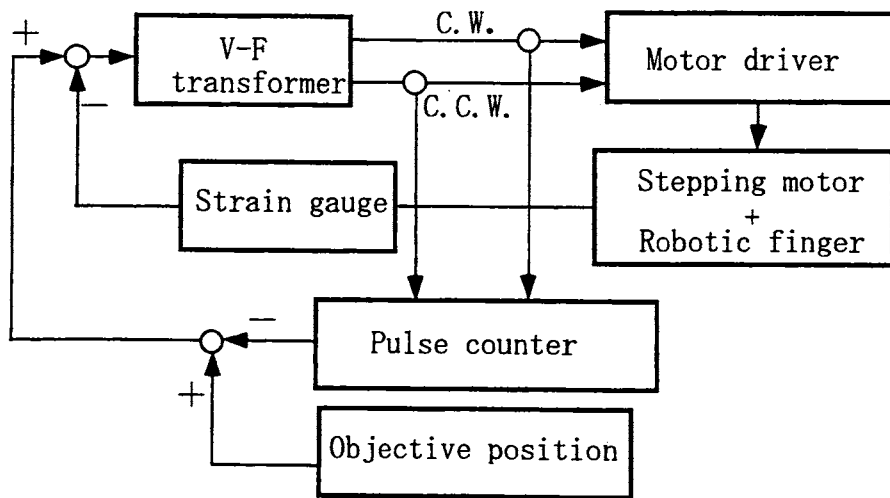 +
C.W.
V-F
transformer
Motor driver
−
C.C.W.
Strain gauge
Stepping motor
+
Robotic finger
−
Pulse counter
+
Objective position